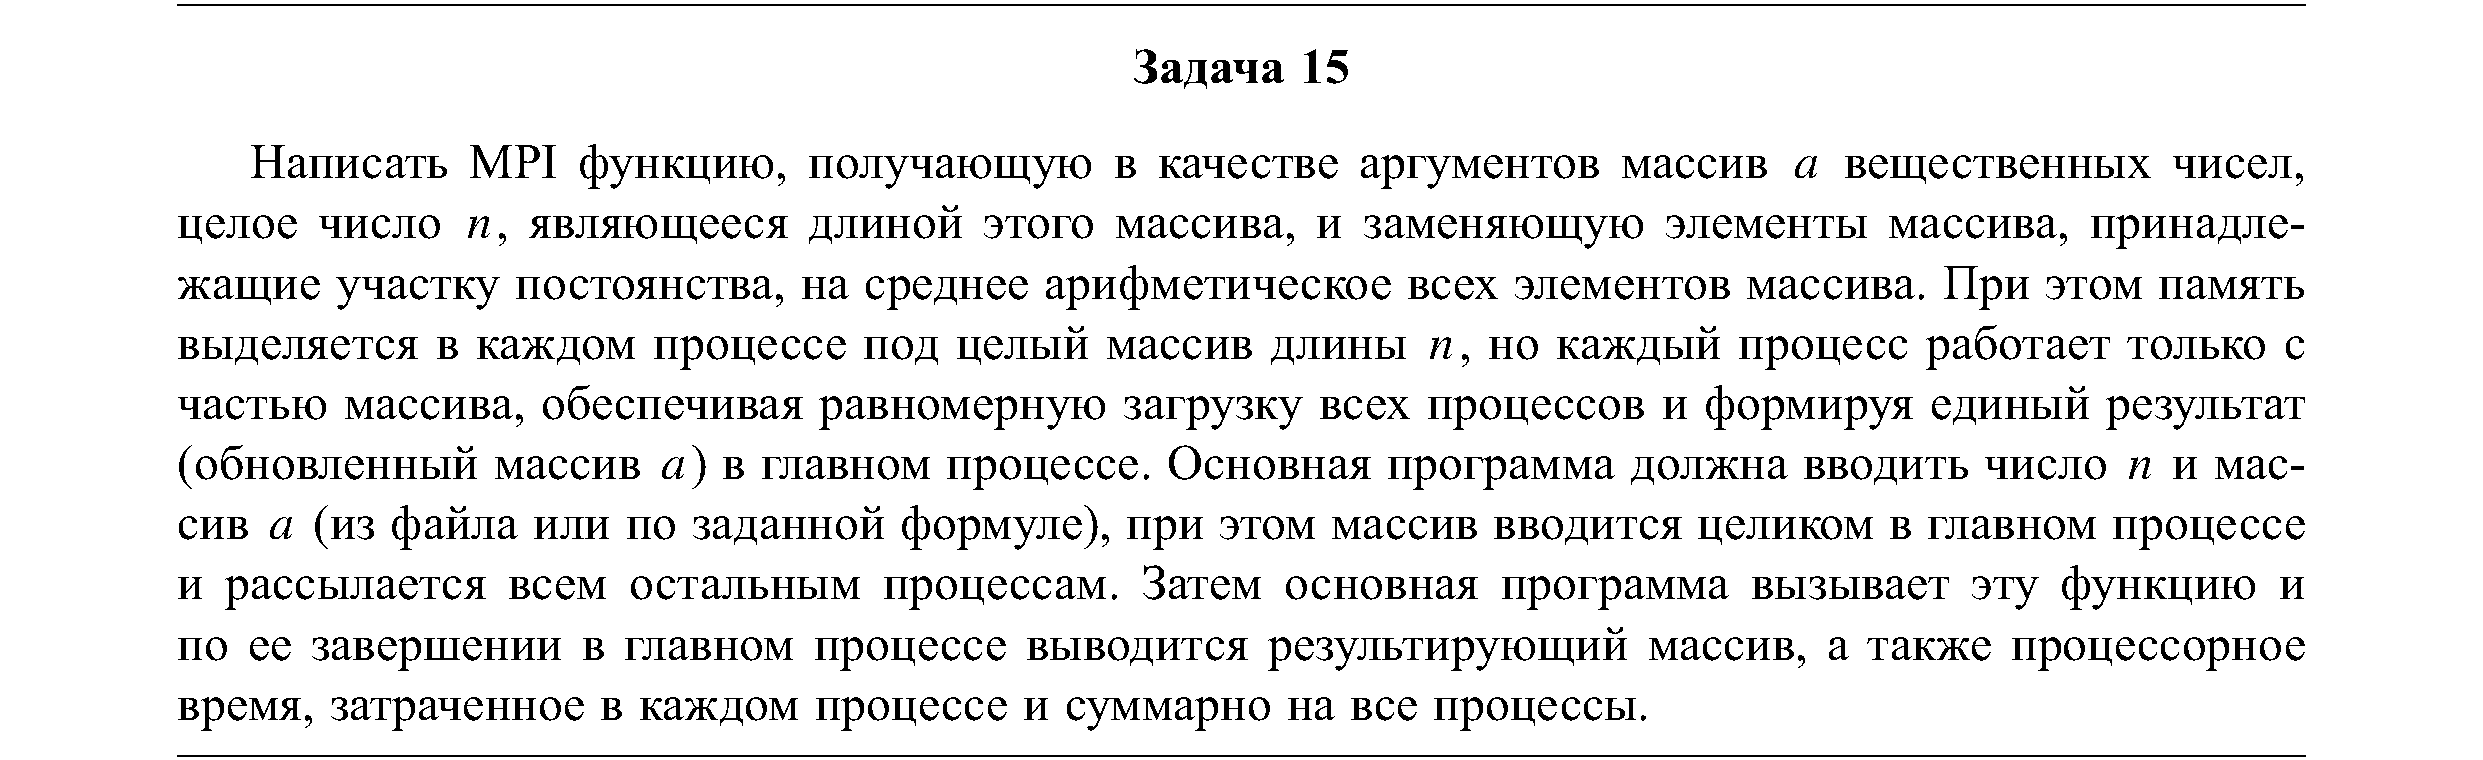 Задача 15
Написать MPI функцию, получающую в качестве аргументов массив a вещественных чисел,
целое число n, являющееся длиной этого массива, и заменяющую элементы массива, принадле-
жащие участку постоянства, на среднее арифметическое всех элементов массива. При этом память
выделяется в каждом процессе под целый массив длины n, но каждый процесс работает только с
частью массива, обеспечивая равномерную загрузку всех процессов и формируя единый результат
(обновленный массив a) в главном процессе. Основная программа должна вводить число n и мас-
сив a (из файла или по заданной формуле), при этом массив вводится целиком в главном процессе
и рассылается всем остальным процессам. Затем основная программа вызывает эту функцию и
по ее завершении в главном процессе выводится результирующий массив, а также процессорное
время, затраченное в каждом процессе и суммарно на все процессы.